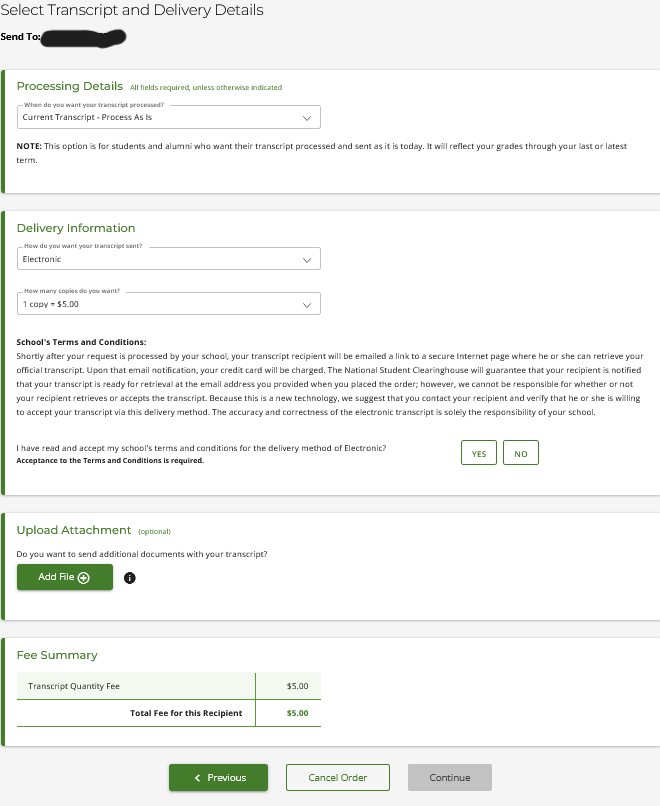 Select Transcript and Delivery Details
Send To:
Processing Details All fields required, unless otherwise indicated
When do you want your transcript processed?
Current Transcript - Process As Is
NOTE: This option is for students and alumni who want their transcript processed and sent as it is today. It will reflect your grades through your last or latest
term.
Delivery Information
How do you want your transcript sent?
Electronic
How many copies do you want?
1 copy = $5.00
School's Terms and Conditions:
Shortly after your request is processed by your school, your transcript recipient will be emailed a link to a secure Internet page where he or she can retrieve your
official transcript. Upon that email notification, your credit card will be charged. The National Student Clearinghouse will guarantee that your recipient is notified
that your transcript is ready for retrieval at the email address you provided when you placed the order; however, we cannot be responsible for whether or not
your recipient retrieves or accepts the transcript. Because this is a new technology, we suggest that you contact your recipient and verify that he or she is willing
to accept your transcript via this delivery method. The accuracy and correctness of the electronic transcript is solely the responsibility of your school.
I have read and accept my school's terms and conditions for the delivery method of Electronic? YES NO
Acceptance to the Terms and Conditions is required.
Upload Attachment (optional)
Do you want to send additional documents with your transcript?
Add File
Fee Summary
Transcript Quantity Fee $5.00
Total Fee for this Recipient $5.00
Previous Cancel Order Continue